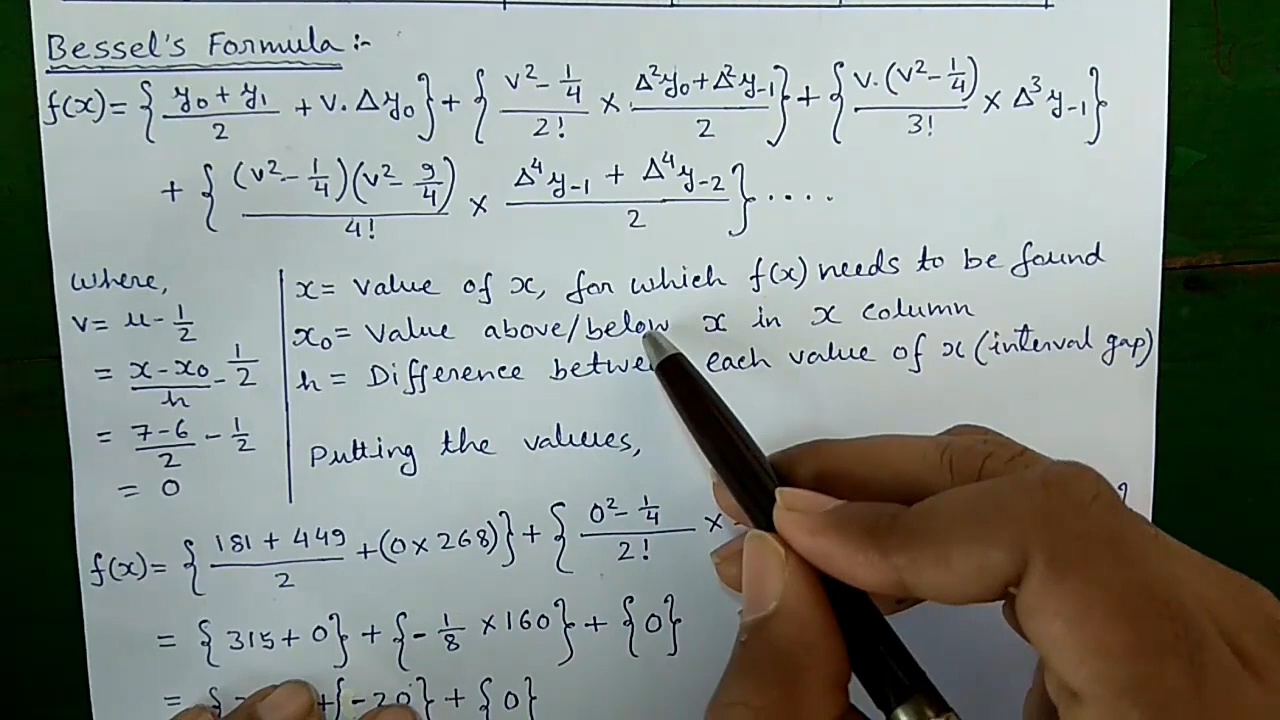 Bessel's Formula :-
f(x) = { (y₀ + y₁)/2 + v. Δy₀ } + { (v² - 1/4)/2! × (Δ²y₀ + Δ²y₋₁)/2 } + { v. (v² - 1/4)/3! × Δ³y₋₁ }
+ { (v² - 1/4)(v² - 9/4)/4! × (Δ⁴y₋₁ + Δ⁴y₋₂)/2 } ....
where,
v = u - 1/2
= (x - x₀)/h - 1/2
= (7 - 6)/2 - 1/2
= 0
x = value of x, for which f(x) needs to be found
x₀ = value above/below x in x column
h = Difference between each value of x (interval gap)
Putting the values,
f(x) = { (181 + 449)/2 + (0 × 268) } + { (0² - 1/4)/2! ×
= { 315 + 0 } + { - 1/8 × 160 } + { 0 }
= { + { -20 } + { 0 }